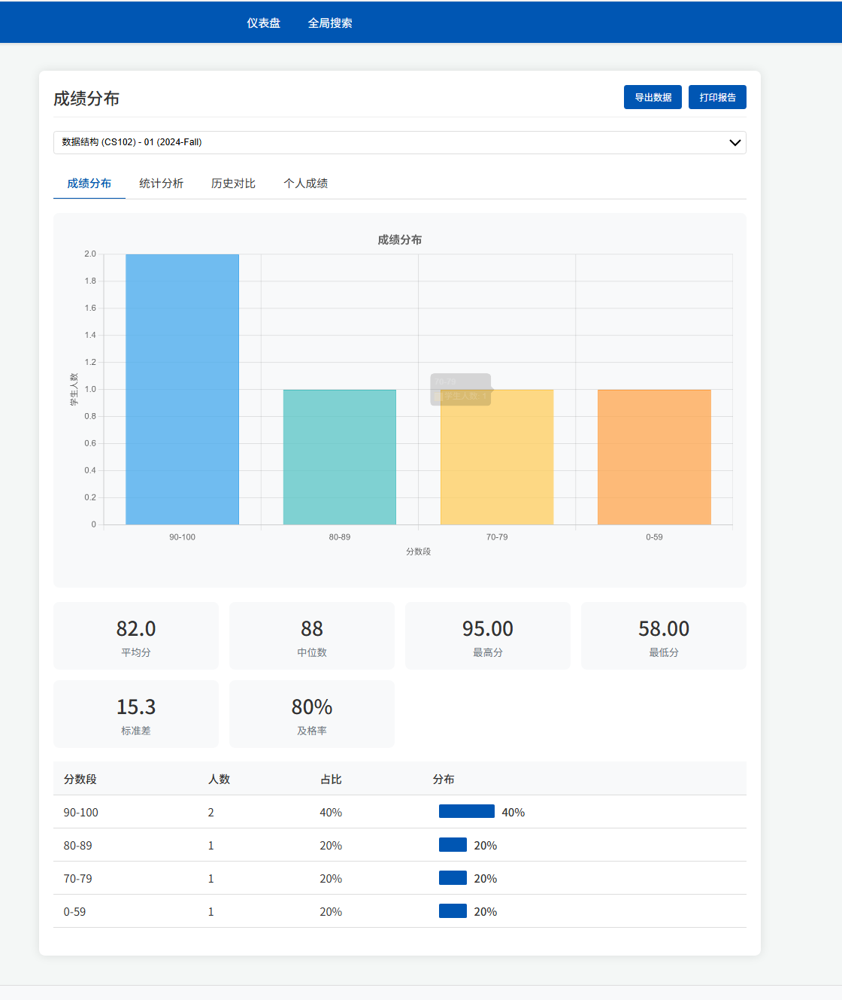 仪表盘 全局搜索
成绩分布 导出数据 打印报告
数据结构 (CS102) - 01 (2024-Fall)
成绩分布 统计分析 历史对比 个人成绩
成绩分布
2.0
1.8
1.6
1.4
1.2
1.0
0.8
0.6
0.4
0.2
0
学生人数
70-79
学生人数: 1
90-100 80-89 70-79 0-59
分数段
82.0 88 95.00 58.00
平均分 中位数 最高分 最低分
15.3 80%
标准差 及格率
分数段 人数 占比 分布
90-100 2 40% 40%
80-89 1 20% 20%
70-79 1 20% 20%
0-59 1 20% 20%